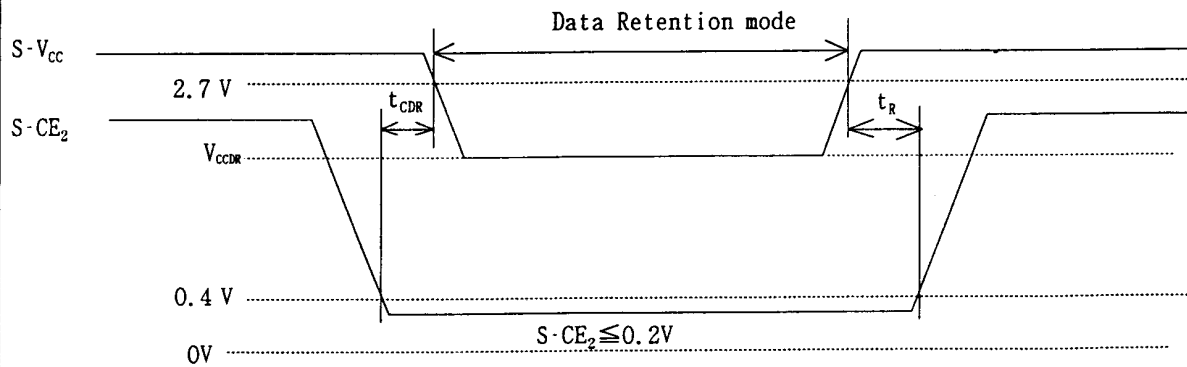 Data Retention mode
S-V_CC
2.7 V
t_CDR
t_R
S-CE_2
V_CCDR
0.4 V
S-CE_2≦0.2V
0V